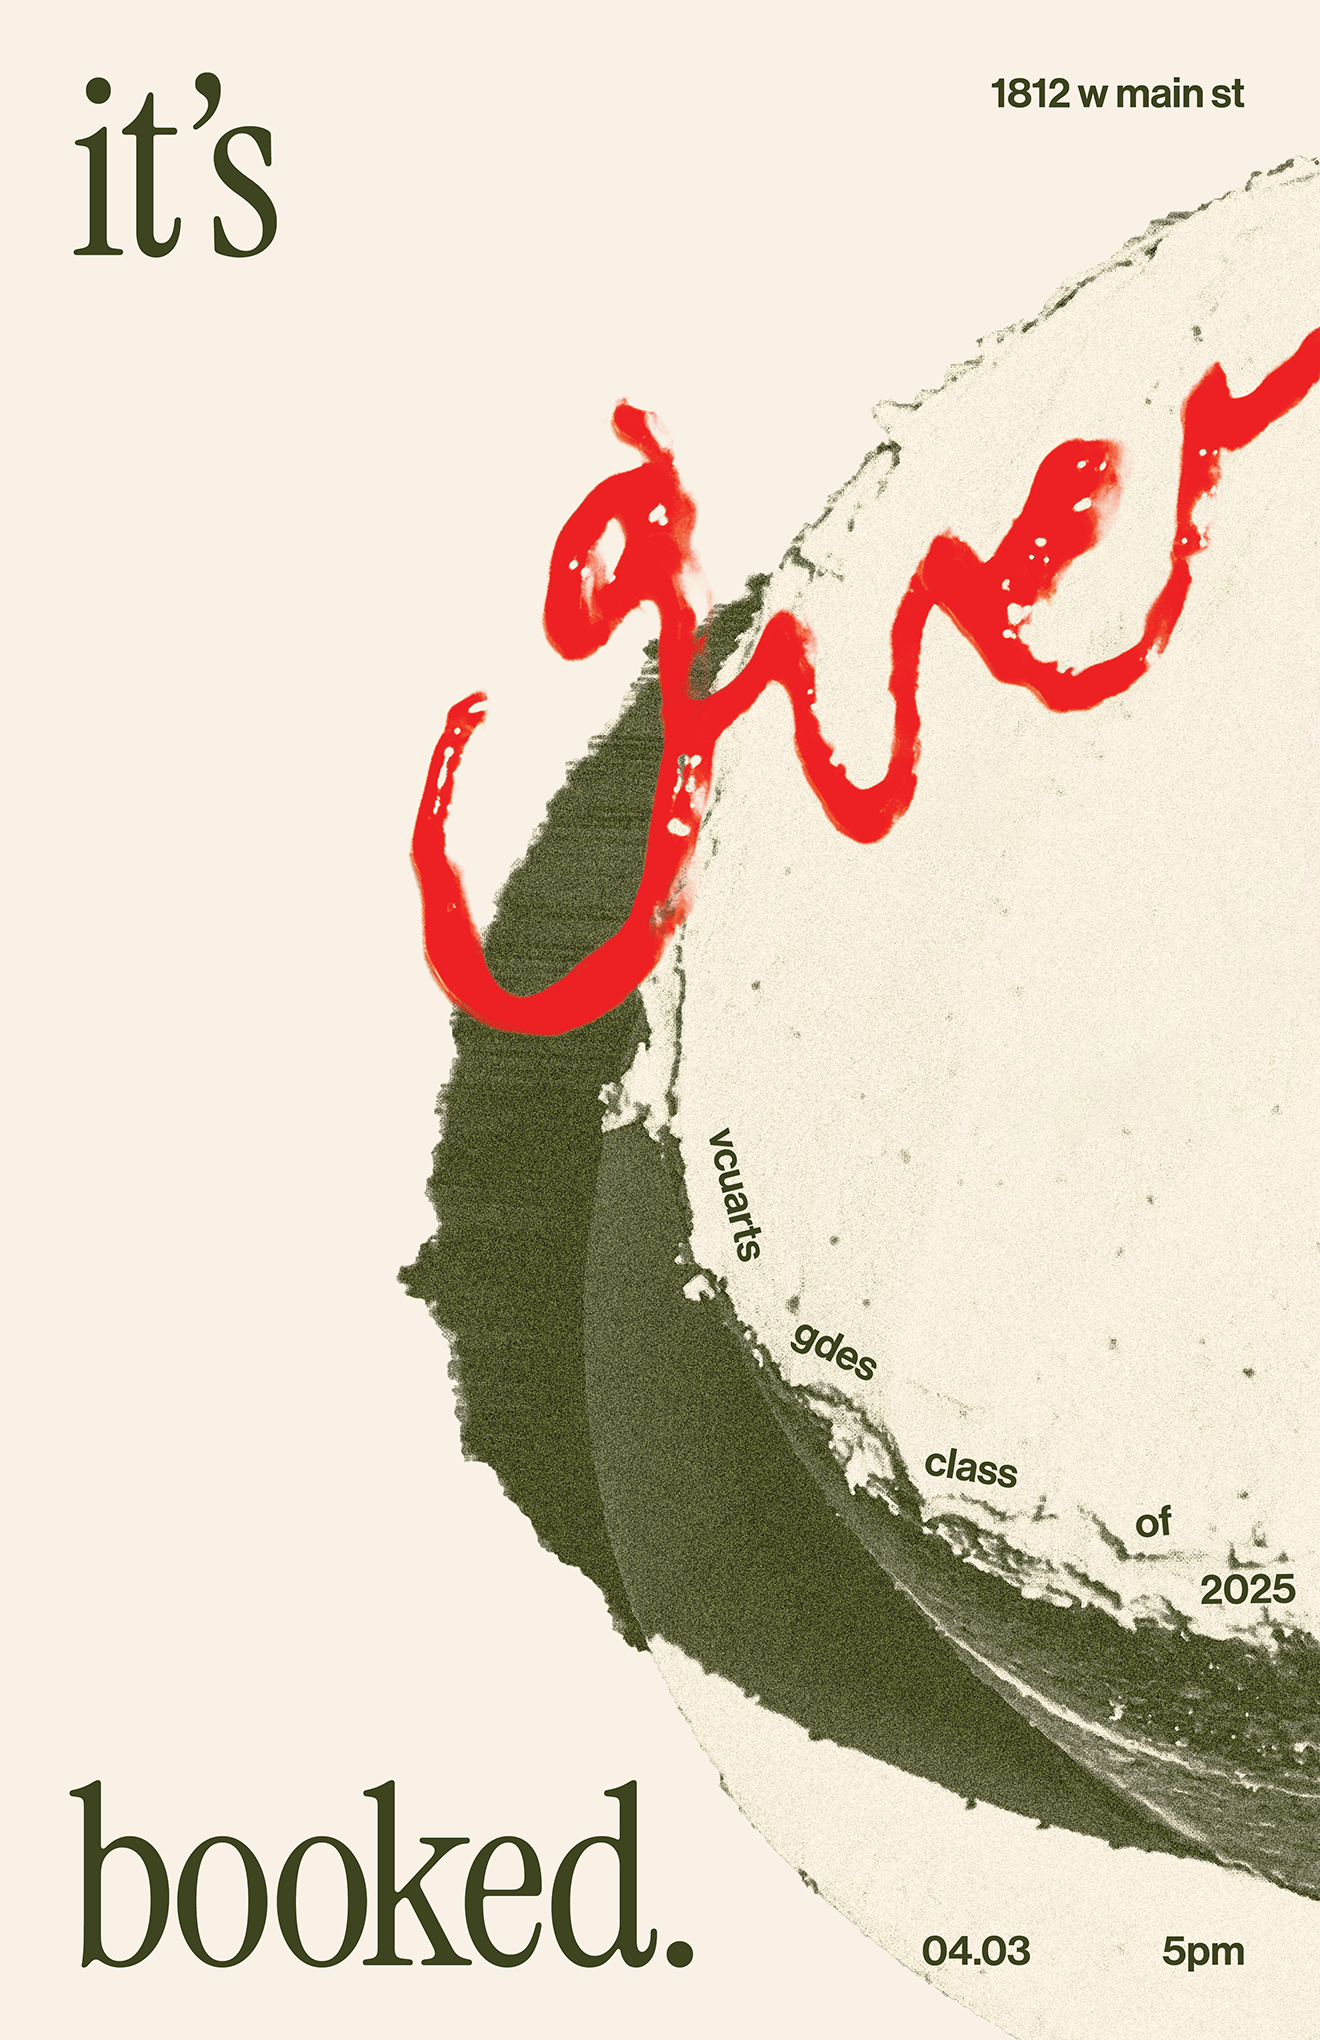 it's
1812 w main st
vcuarts
gdes
class
of
2025
booked.
04.03 5pm